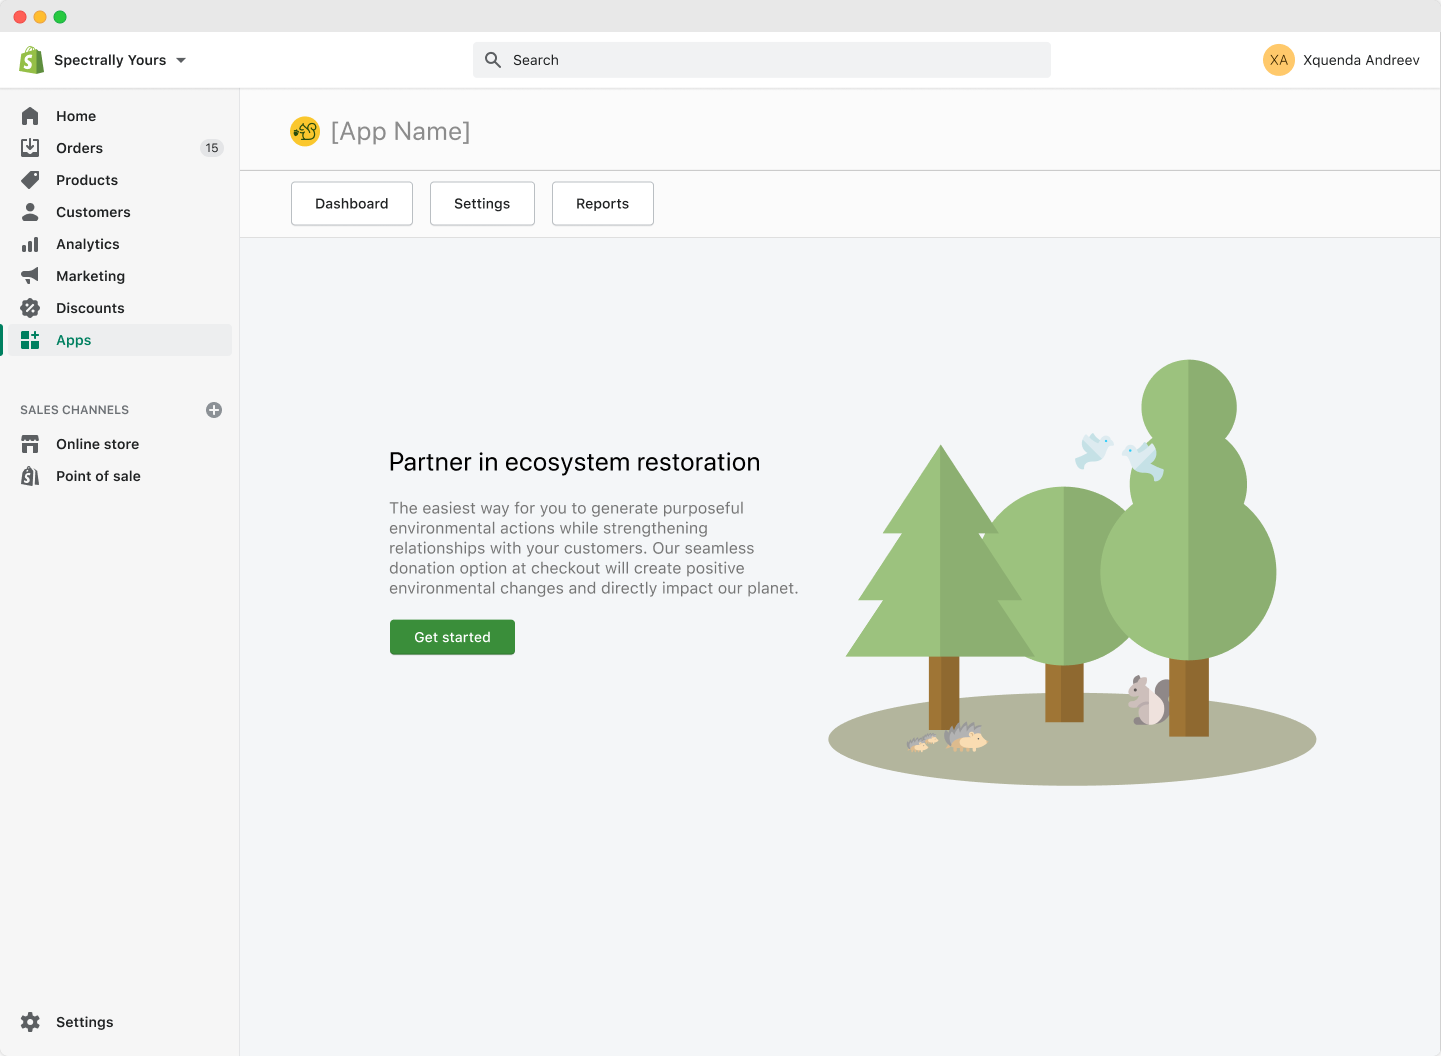 Spectrally Yours
Search
XA
Xquenda Andreev
Home
Orders
15
Products
Customers
Analytics
Marketing
Discounts
Apps
SALES CHANNELS
Online store
Point of sale
Settings
[App Name]
Dashboard
Settings
Reports
Partner in ecosystem restoration
The easiest way for you to generate purposeful
environmental actions while strengthening
relationships with your customers. Our seamless
donation option at checkout will create positive
environmental changes and directly impact our planet.
Get started